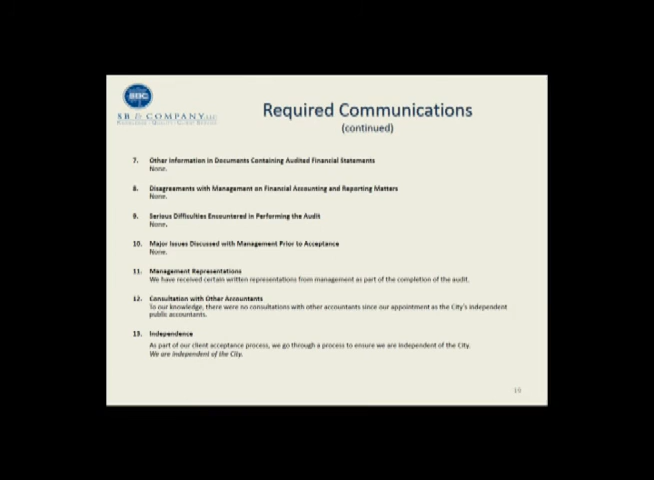 SBC
SB & COMPANY, LLC
KNOWLEDGE • QUALITY • CLIENT SERVICE
Required Communications
(continued)
7. Other Information in Documents Containing Audited Financial Statements
None.
8. Disagreements with Management on Financial Accounting and Reporting Matters
None.
9. Serious Difficulties Encountered in Performing the Audit
None.
10. Major Issues Discussed with Management Prior to Acceptance
None.
11. Management Representations
We have received certain written representations from management as part of the completion of the audit.
12. Consultation with Other Accountants
To our knowledge, there were no consultations with other accountants since our appointment as the City's independent
public accountants.
13. Independence
As part of our client acceptance process, we go through a process to ensure we are independent of the City.
We are independent of the City.